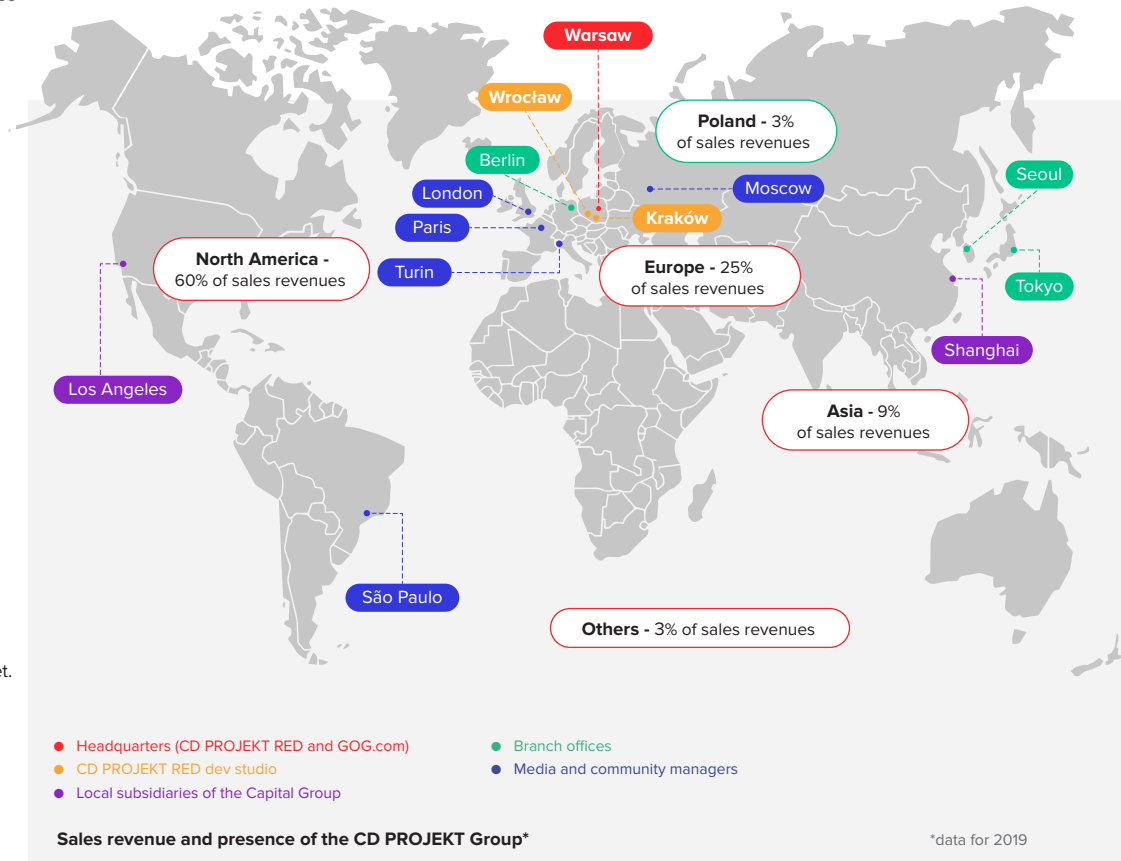 Warsaw
Wrocław
Poland - 3%
of sales revenues
Berlin
Seoul
London
Moscow
Paris
Kraków
North America -
60% of sales revenues
Turin
Europe - 25%
of sales revenues
Tokyo
Shanghai
Los Angeles
Asia - 9%
of sales revenues
São Paulo
Others - 3% of sales revenues
et.
Headquarters (CD PROJEKT RED and GOG.com)
CD PROJEKT RED dev studio
Local subsidiaries of the Capital Group
Branch offices
Media and community managers
Sales revenue and presence of the CD PROJEKT Group*
*data for 2019